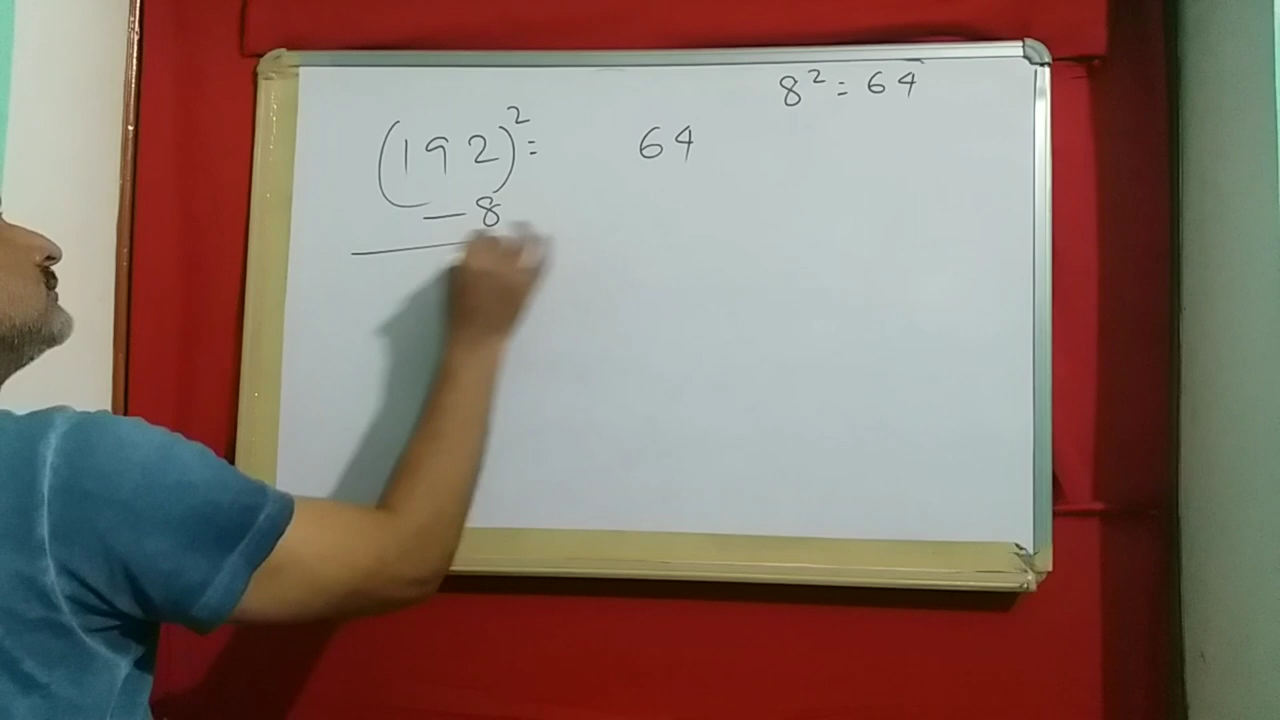 8² = 64
(192)² = 64
— 8